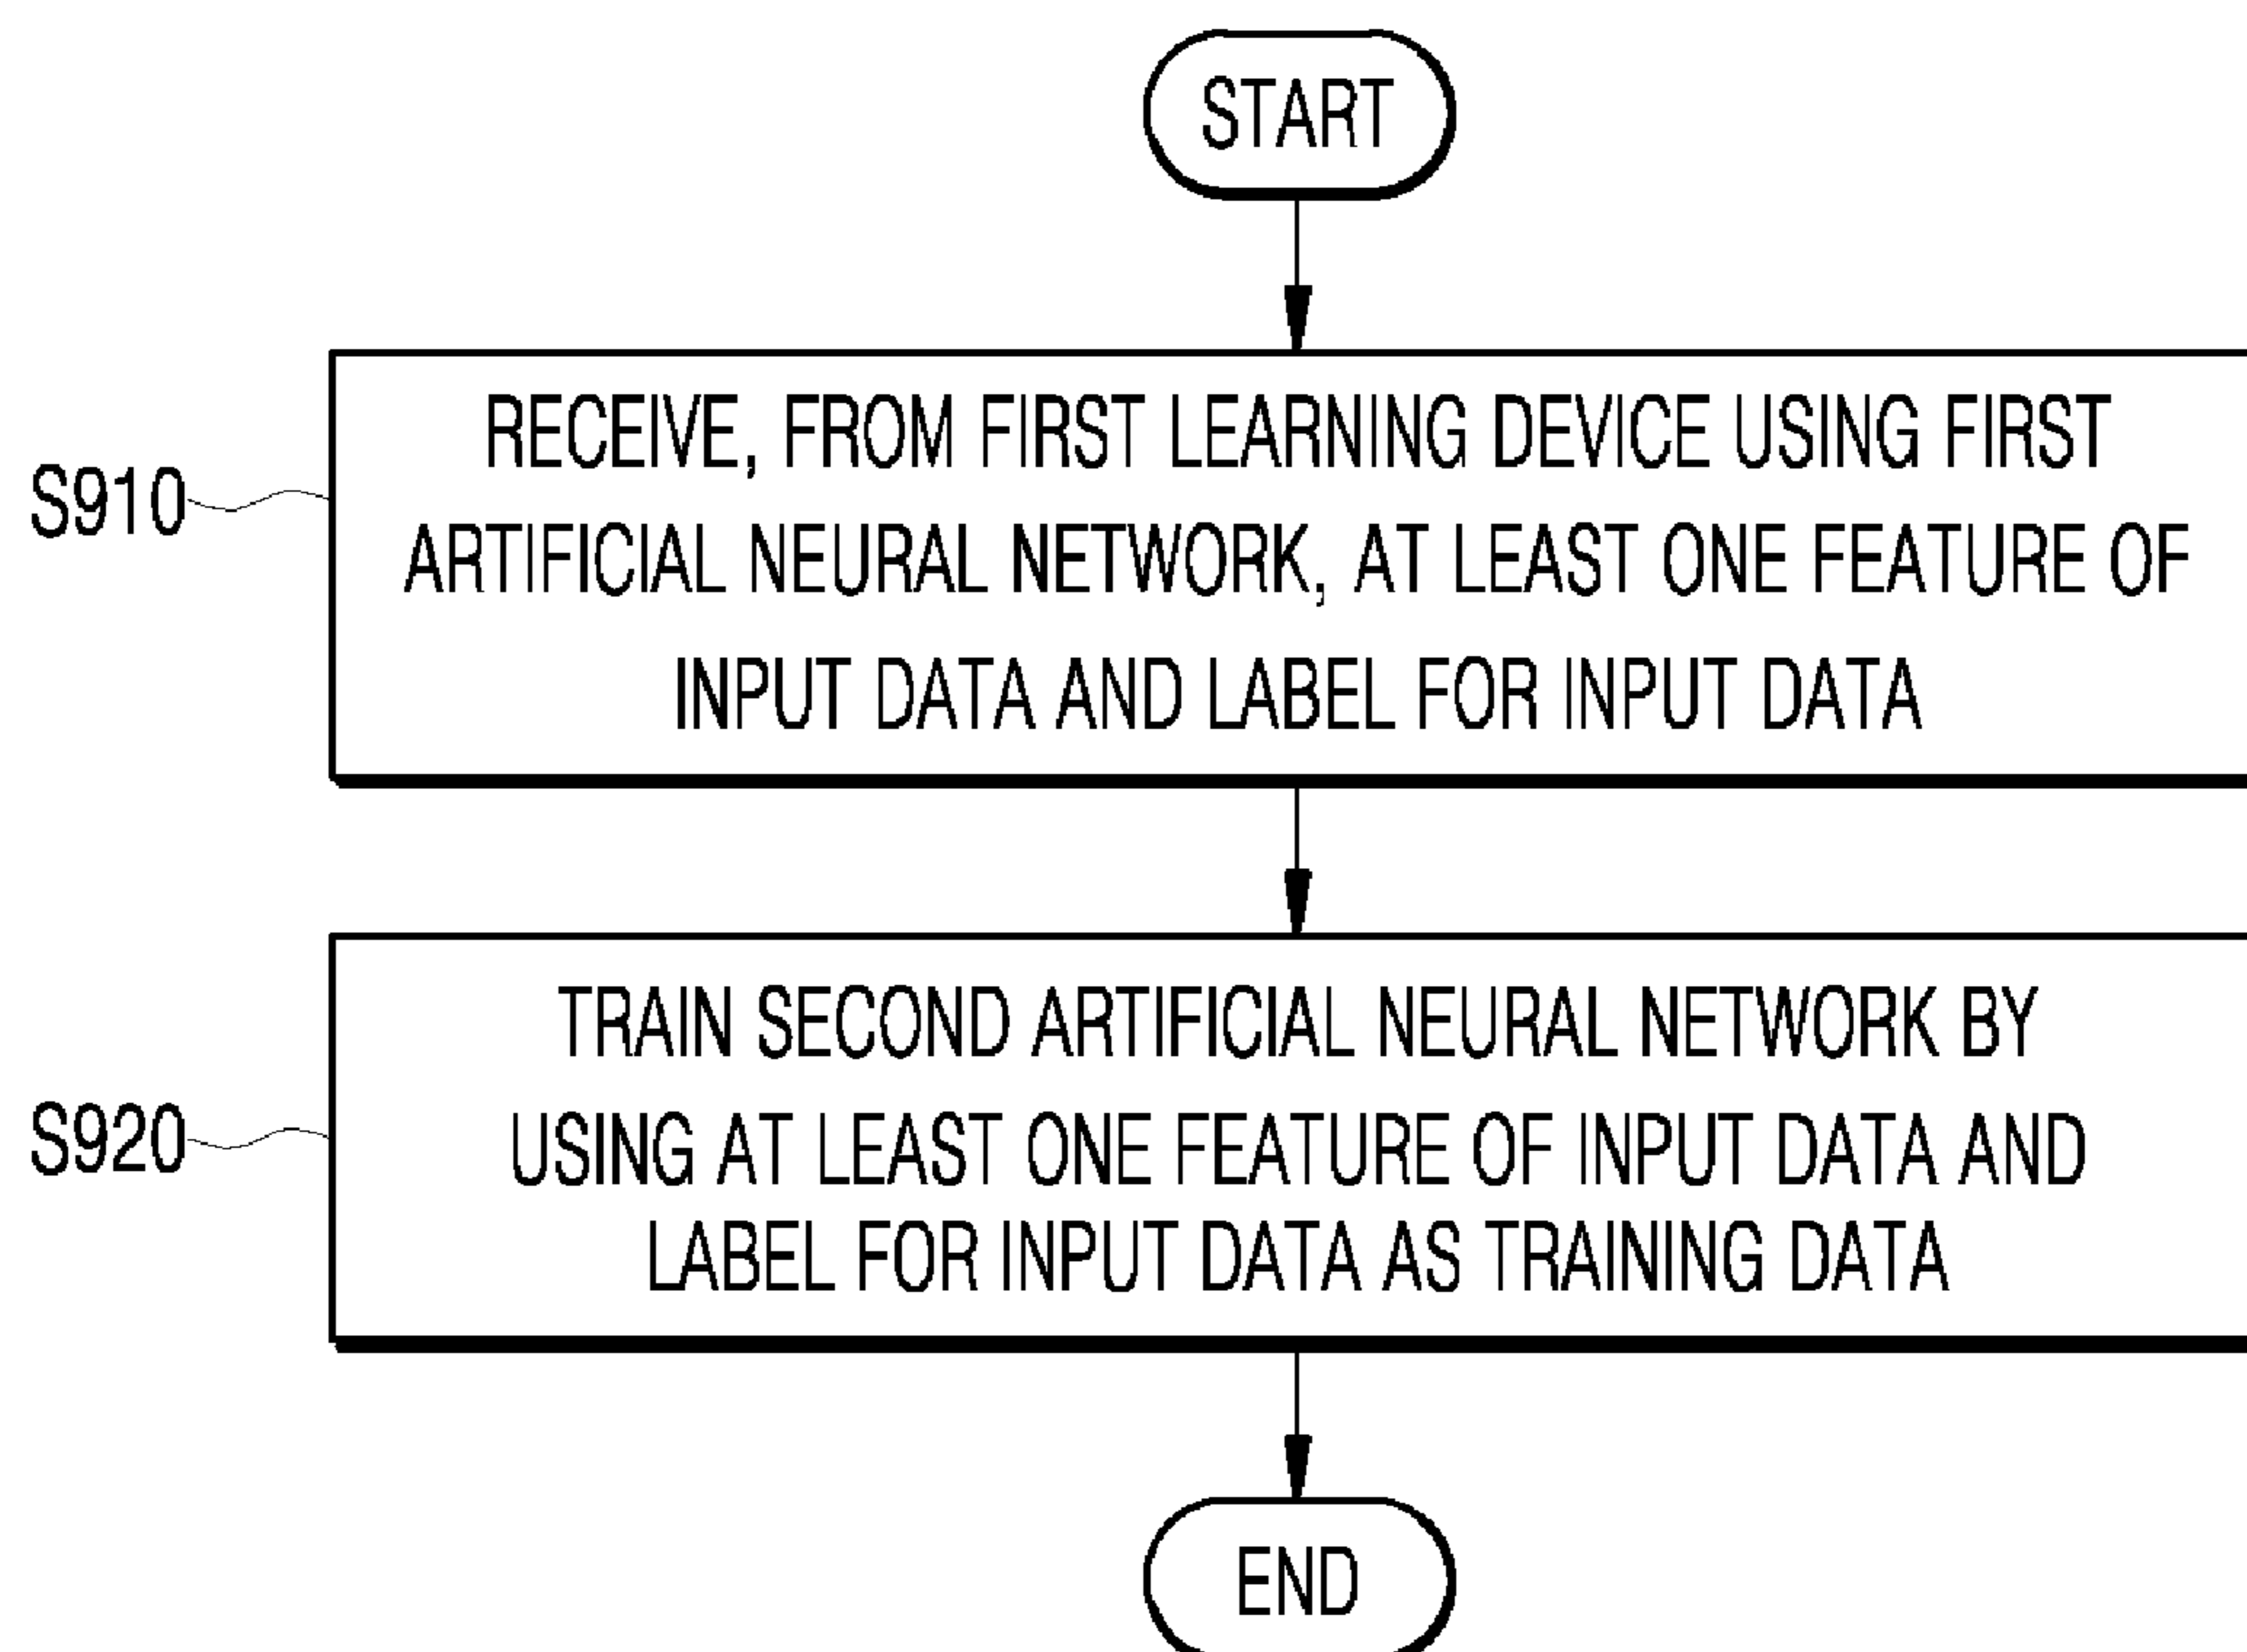 START
S910
RECEIVE, FROM FIRST LEARNING DEVICE USING FIRST
ARTIFICIAL NEURAL NETWORK, AT LEAST ONE FEATURE OF
INPUT DATA AND LABEL FOR INPUT DATA
S920
TRAIN SECOND ARTIFICIAL NEURAL NETWORK BY
USING AT LEAST ONE FEATURE OF INPUT DATA AND
LABEL FOR INPUT DATA AS TRAINING DATA
END